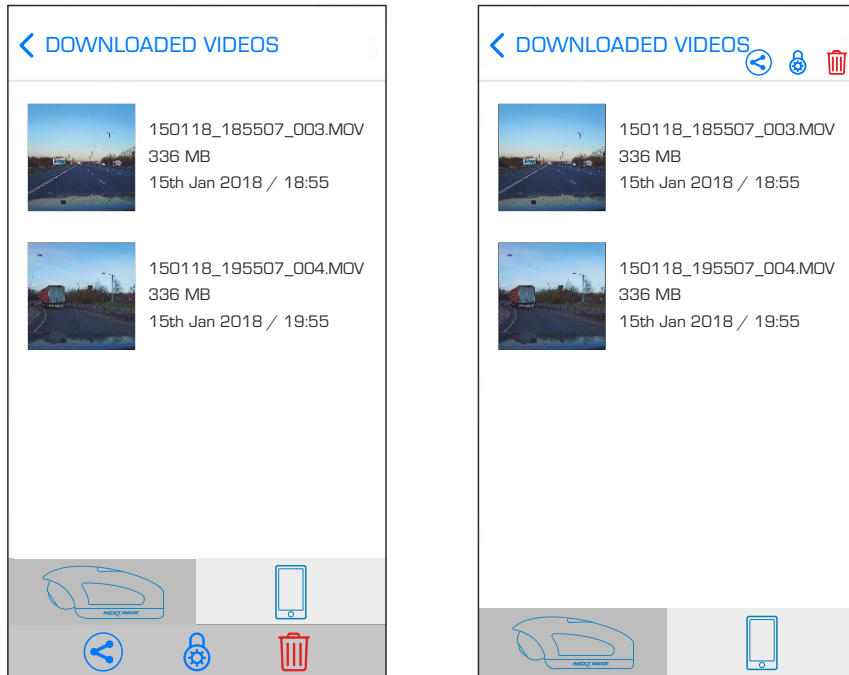 DOWNLOADED VIDEOS
150118_185507_003.MOV
336 MB
15th Jan 2018 / 18:55
150118_195507_004.MOV
336 MB
15th Jan 2018 / 19:55
NEXTBASE
DOWNLOADED VIDEOS
150118_185507_003.MOV
336 MB
15th Jan 2018 / 18:55
150118_195507_004.MOV
336 MB
15th Jan 2018 / 19:55
NEXTBASE